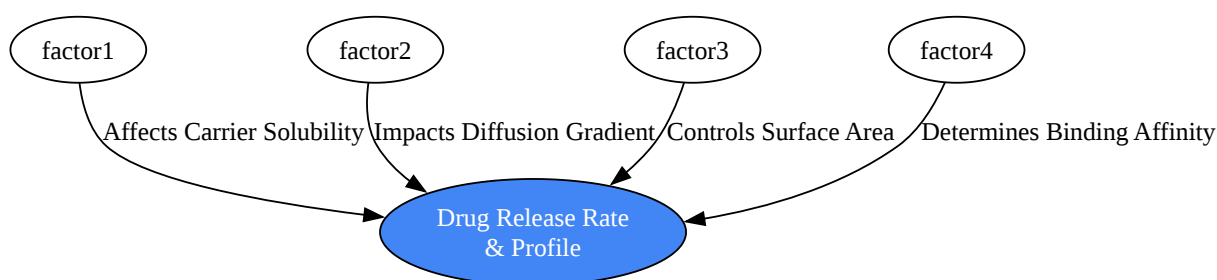 factor1
factor2
factor3
factor4
Affects Carrier Solubility
Impacts Diffusion Gradient
Controls Surface Area
Determines Binding Affinity
Drug Release Rate
& Profile